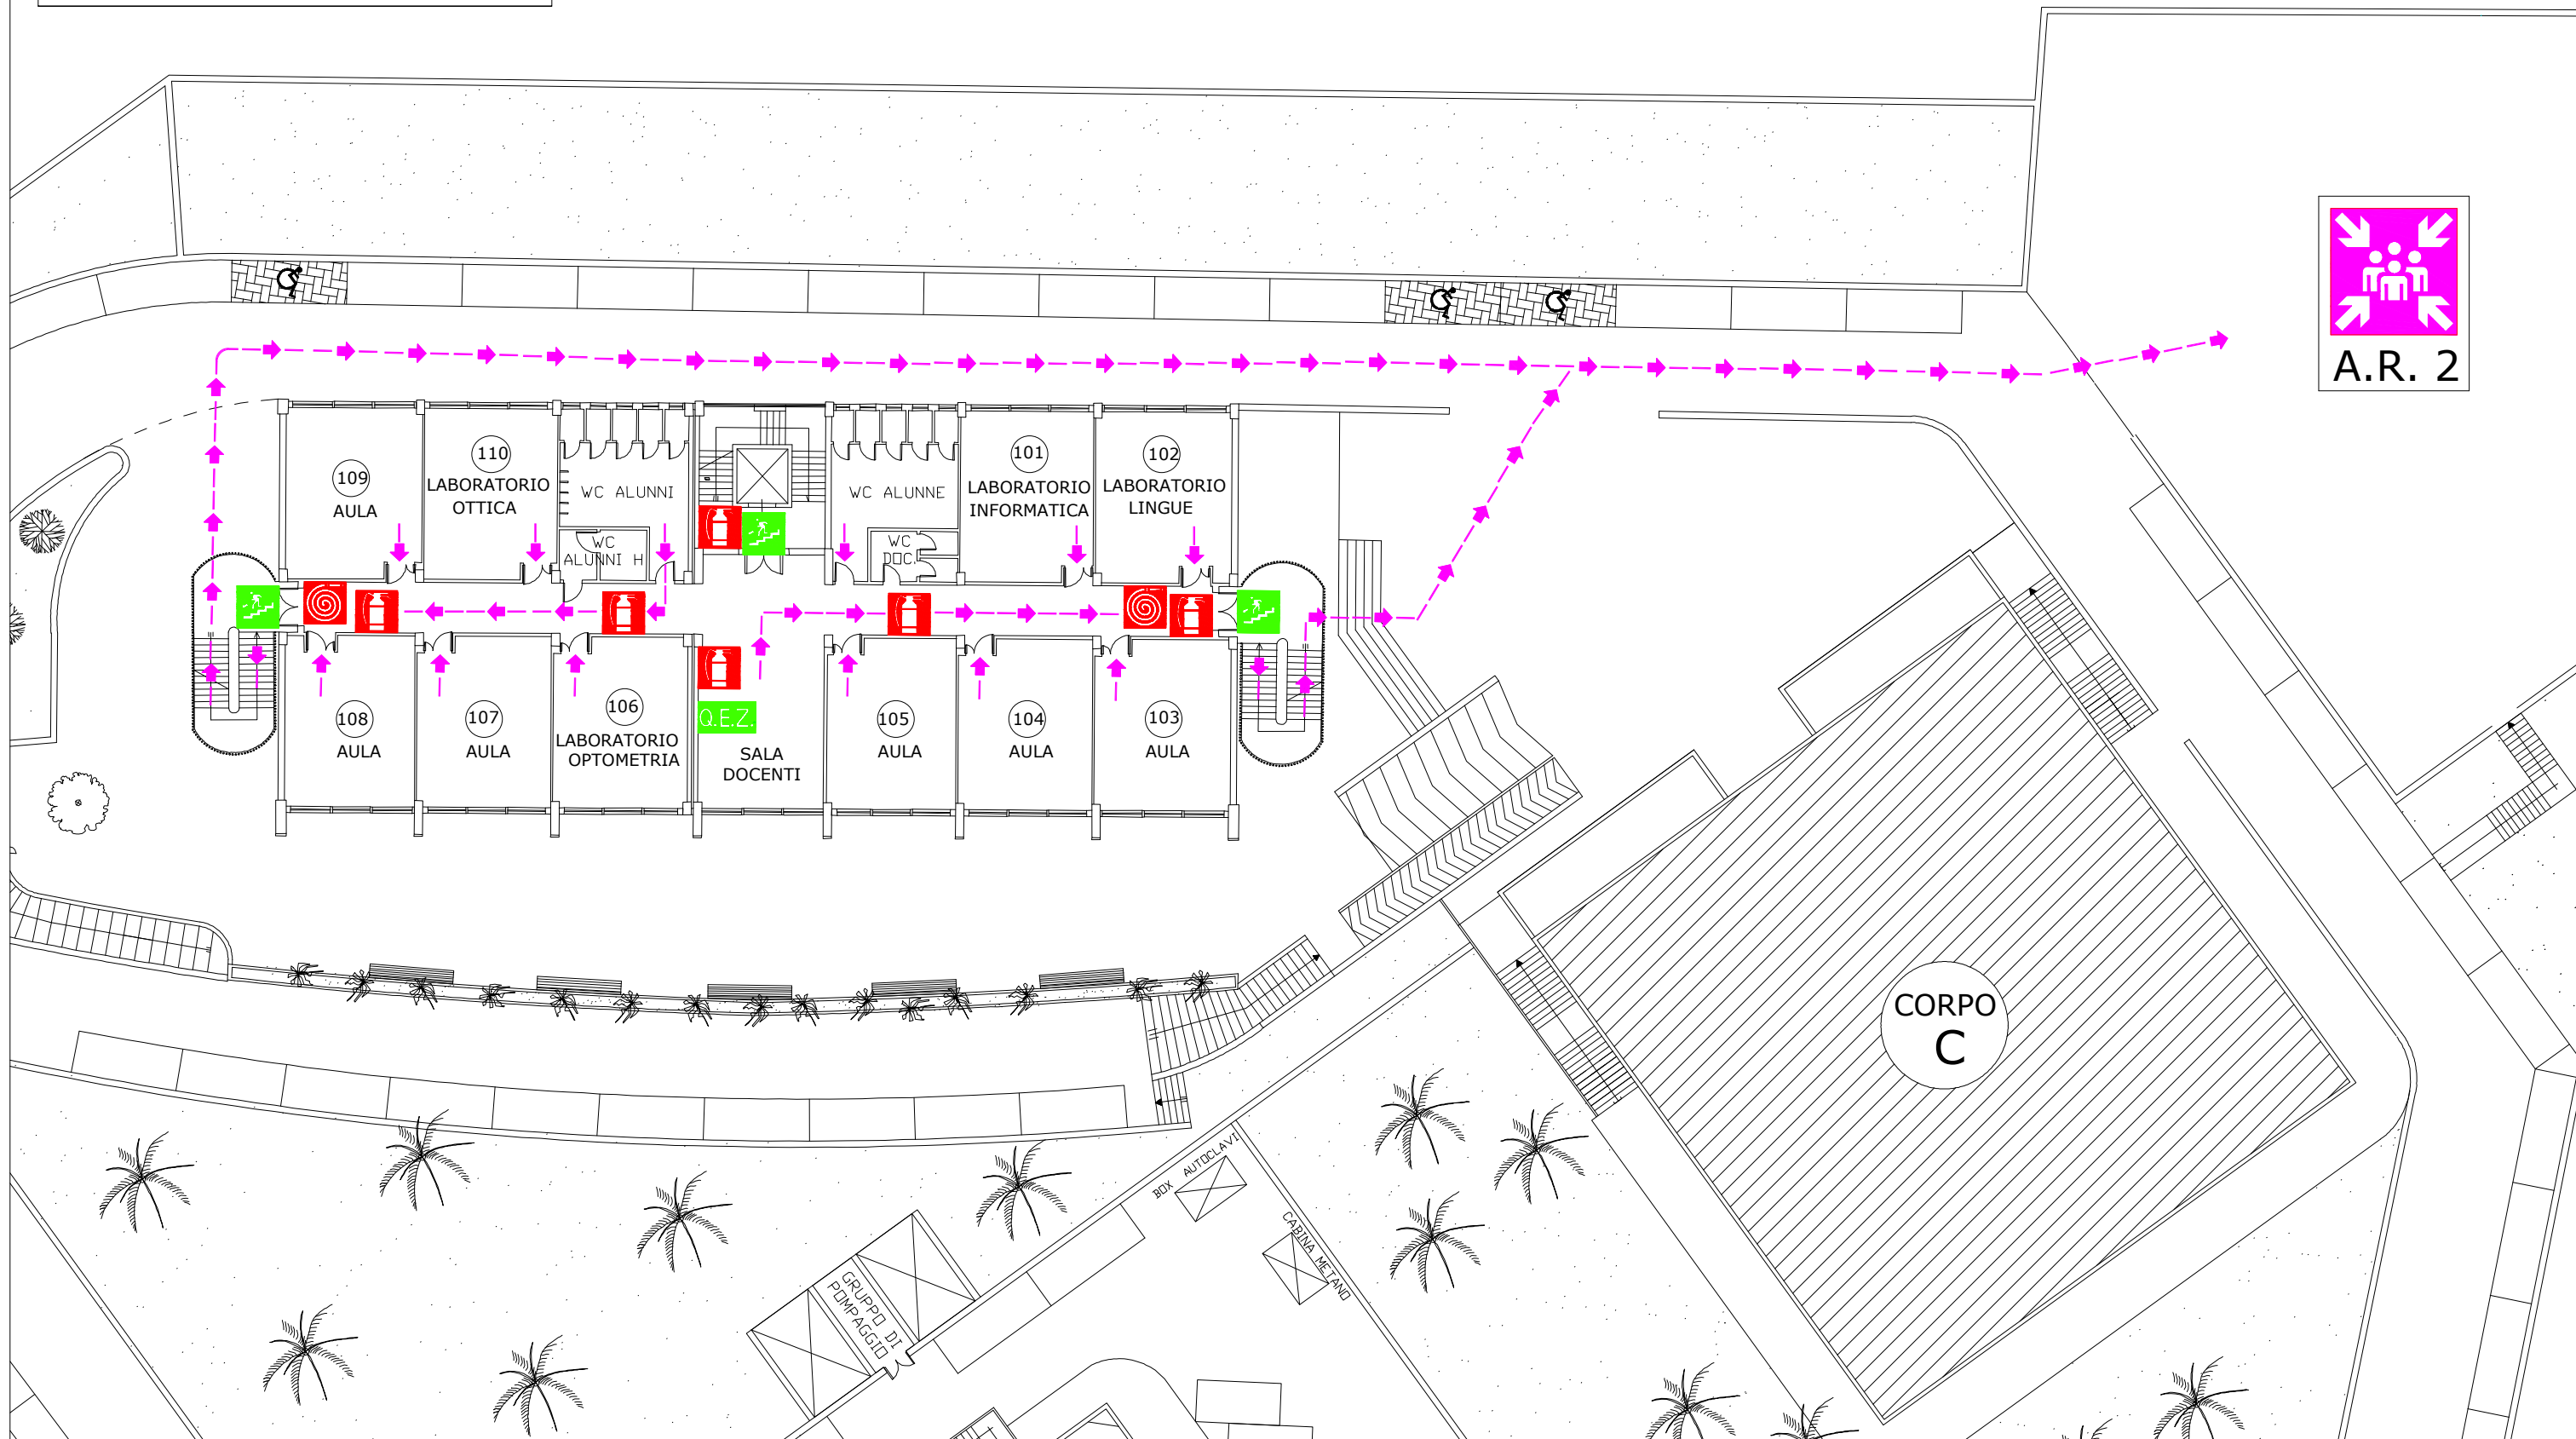 A.R. 2
109
AULA
110
LABORATORIO
OTTICA
WC ALUNNI
WC
ALUNNI H
WC ALUNNE
WC
DOC.
101
LABORATORIO
INFORMATICA
102
LABORATORIO
LINGUE
108
AULA
107
AULA
106
LABORATORIO
OPTOMETRIA
Q.E.Z.
SALA
DOCENTI
105
AULA
104
AULA
103
AULA
CORPO
C
BOX AUTOCLAVI
CABINA METANO
GRUPPO DI
POMPAGGIO